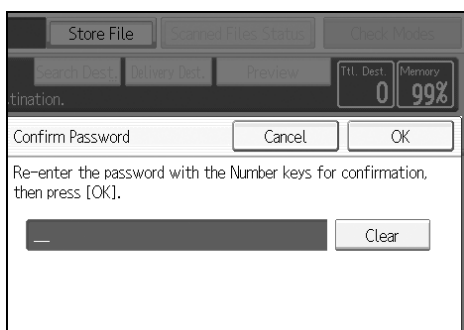 Store File Scanned Files Status Check Modes
Search Dest. Delivery Dest. Preview Ttl. Dest. Memory
tination. 0 99%
Confirm Password Cancel OK
Re-enter the password with the Number keys for confirmation,
then press [OK].
Clear